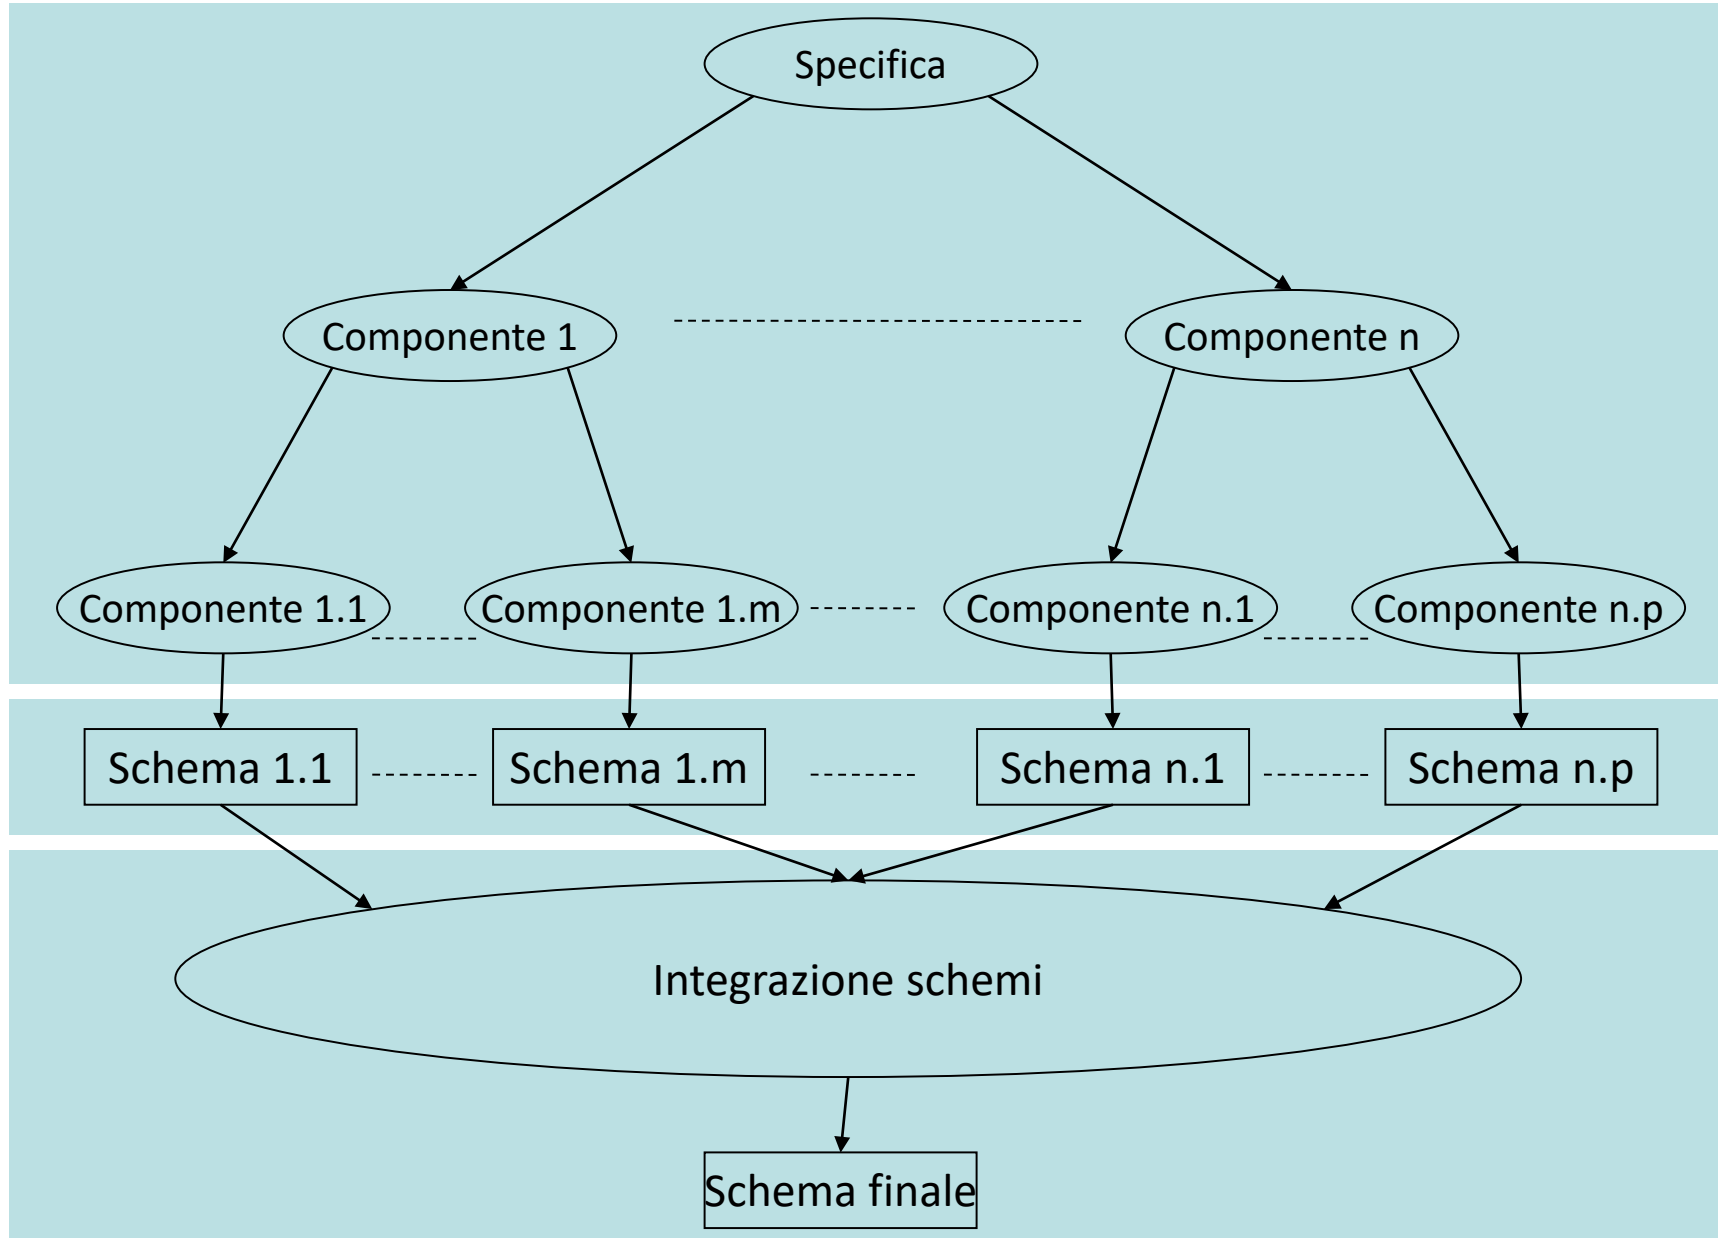 Specifica
Componente 1
Componente n
Componente 1.1
Componente 1.m
Componente n.1
Componente n.p
Schema 1.1
Schema 1.m
Schema n.1
Schema n.p
Integrazione schemi
Schema finale